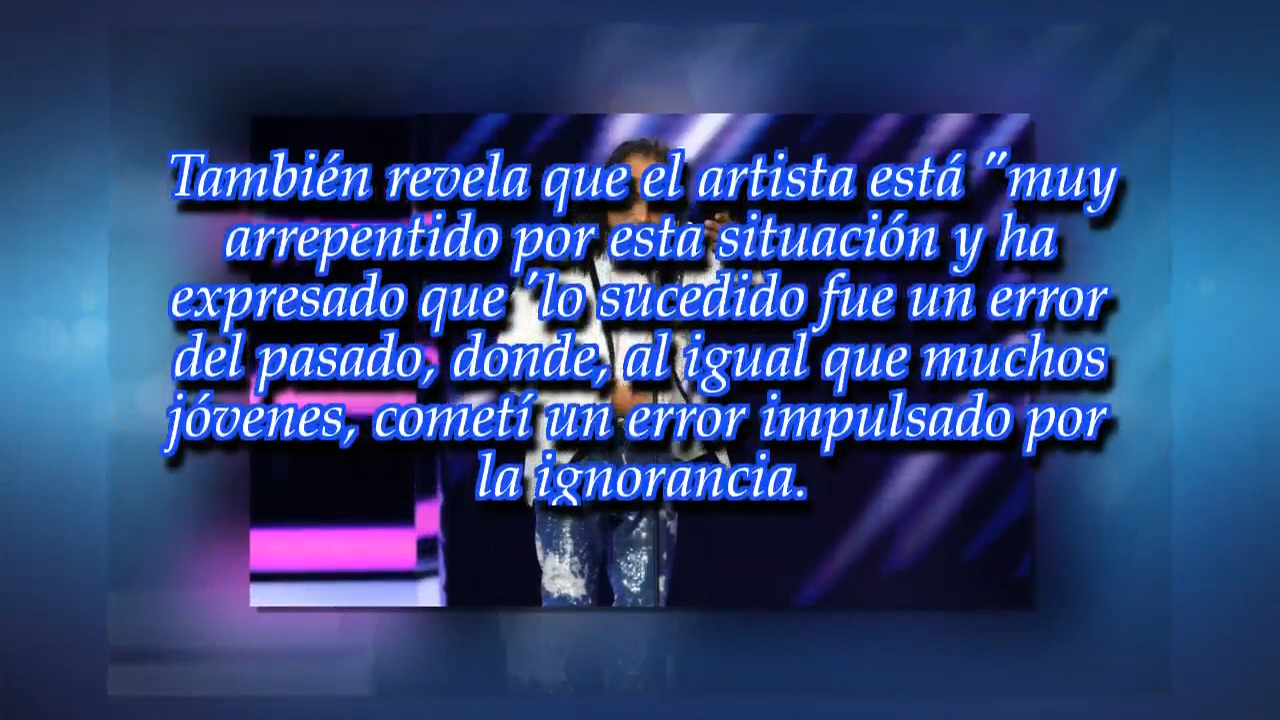 También revela que el artista está "muy
arrepentido por esta situación y ha
expresado que 'lo sucedido fue un error
del pasado, donde, al igual que muchos
jóvenes, cometí un error impulsado por
la ignorancia.